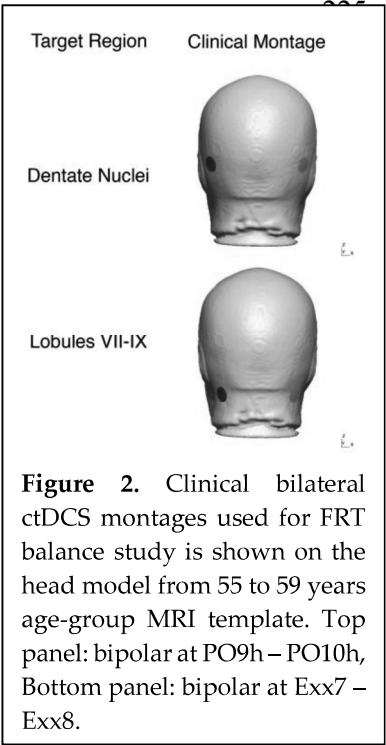 Target Region Clinical Montage
Dentate Nuclei
Lobules VII-IX
Figure 2. Clinical bilateral
ctDCS montages used for FRT
balance study is shown on the
head model from 55 to 59 years
age-group MRI template. Top
panel: bipolar at PO9h – PO10h,
Bottom panel: bipolar at Exx7 –
Exx8.